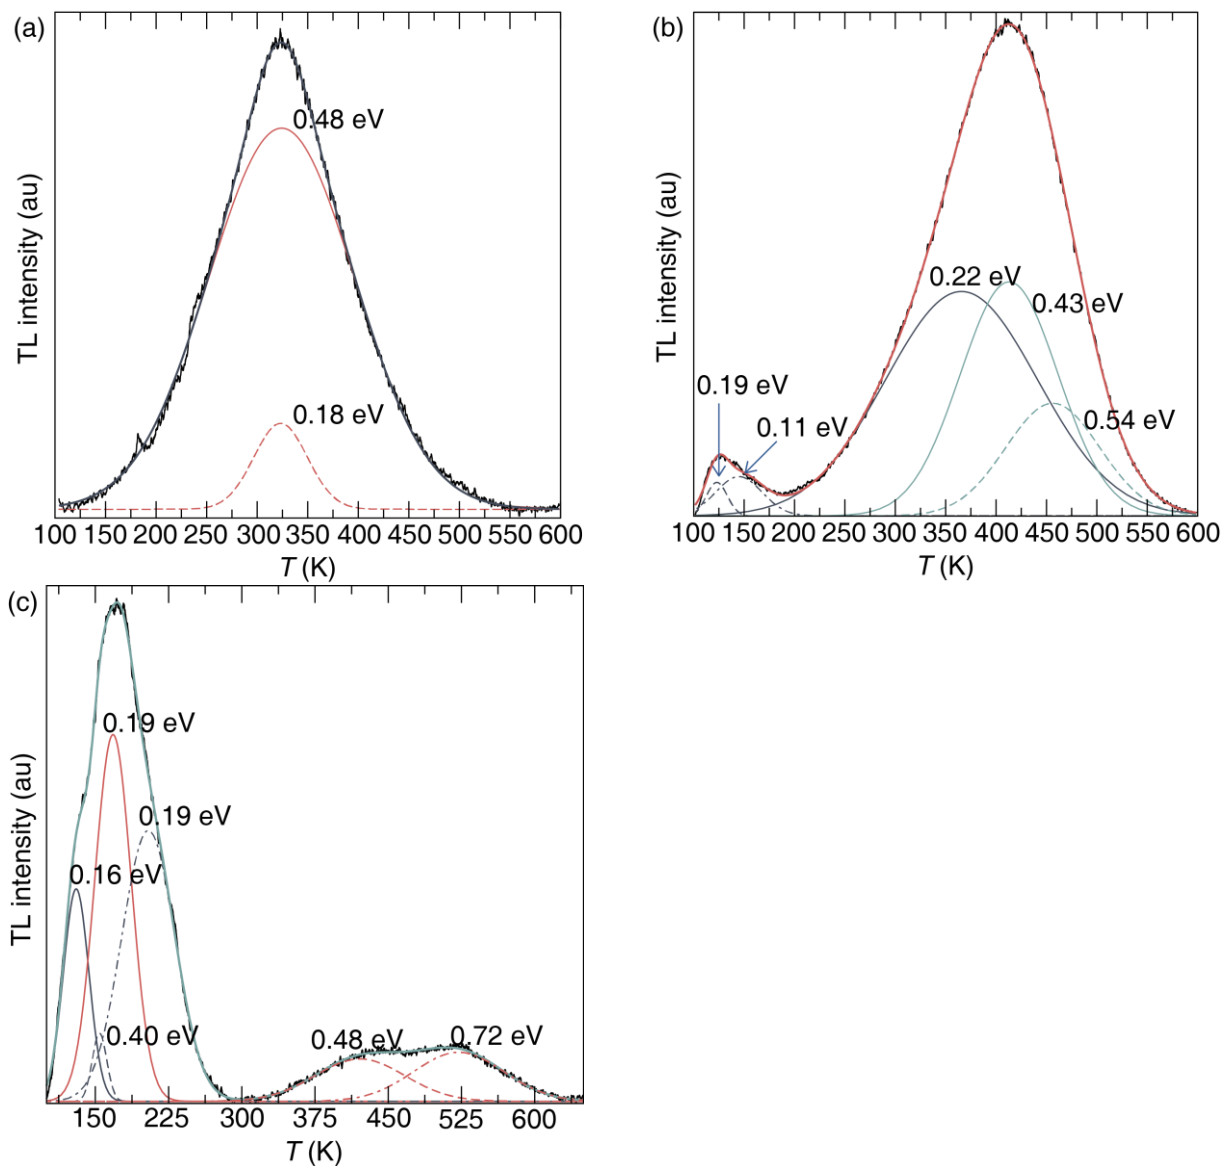 (a)
0.48 eV
0.18 eV
TL intensity (au)
100 150 200 250 300 325 350 400 450 500 550 600
T (K)
(b)
0.22 eV
0.43 eV
0.19 eV
0.11 eV
0.54 eV
TL intensity (au)
100 125 150 200 250 300 350 400 450 500 550 600
T (K)
(c)
0.19 eV
0.19 eV
0.16 eV
0.40 eV
0.48 eV
0.72 eV
TL intensity (au)
150 225 300 375 450 525 600
T (K)